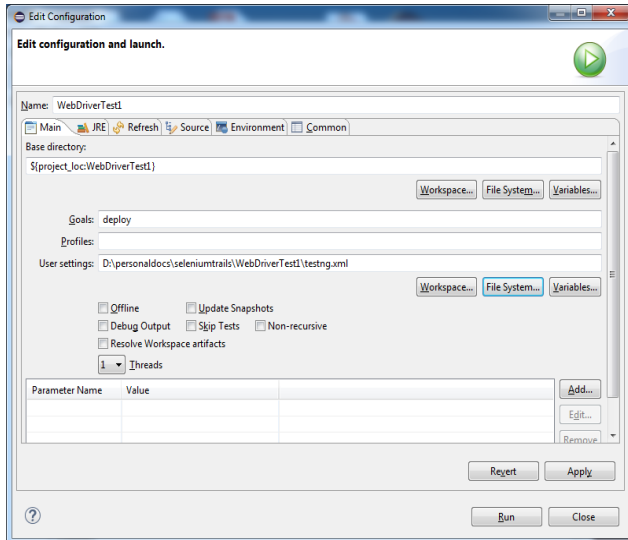 Edit Configuration
Edit configuration and launch.
Name: WebDriverTest1
Main JRE Refresh Source Environment Common
Base directory:
${project_loc:WebDriverTest1}
Workspace... File System... Variables...
Goals: deploy
Profiles:
User settings: D:\personaldocs\seleniumtrails\WebDriverTest1\testng.xml
Workspace... File System... Variables...
Offline Update Snapshots
Debug Output Skip Tests Non-recursive
Resolve Workspace artifacts
1 Threads
Parameter Name Value Add...
Edit...
Remove
Revert Apply
? Run Close